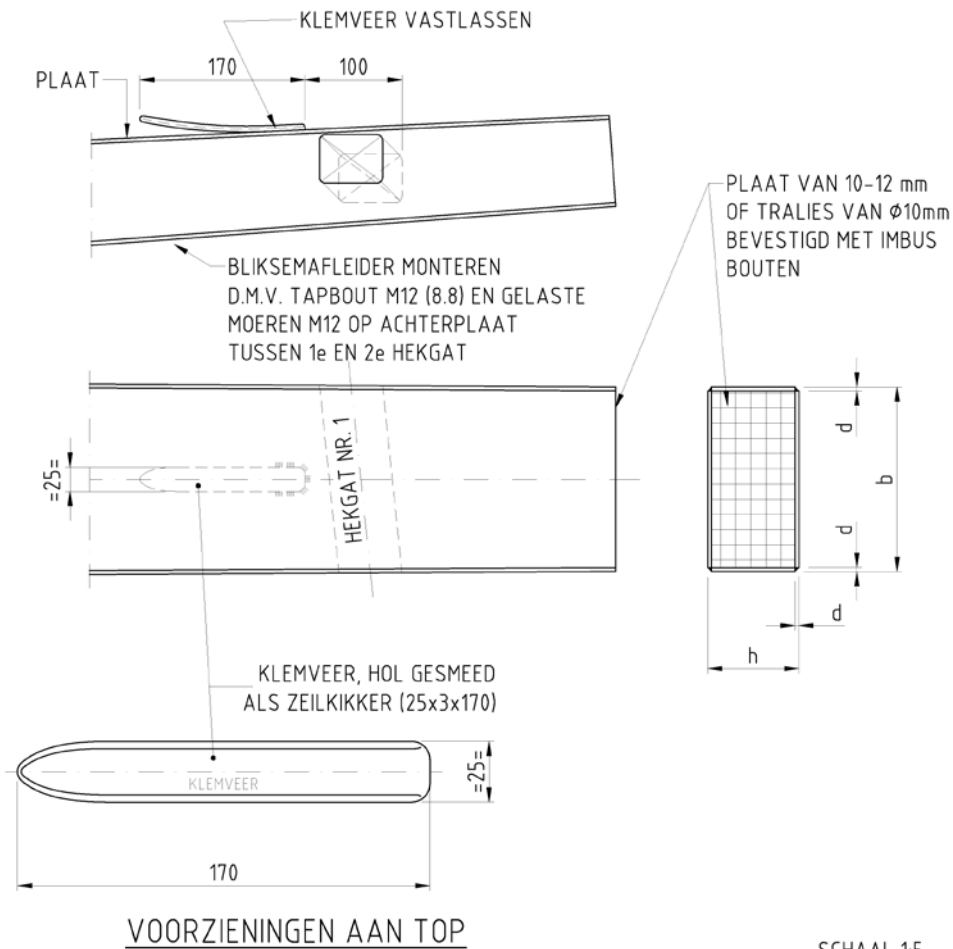 KLEMVEER VASTLASSEN
170
100
PLAAT
PLAAT VAN 10-12 mm
OF TRALIES VAN Ø10mm
BEVESTIGD MET IMBUS
BOUTEN
BLIKSEMAFLEIDER MONTEREN
D.M.V. TAPBOUT M12 (8.8) EN GELASTE
MOEREN M12 OP ACHTERPLAAT
TUSSEN 1e EN 2e HEKGAT
=25=
HEKGAT NR. 1
d
b
d
d
h
KLEMVEER, HOL GESMEED
ALS ZEILKIKKER (25x3x170)
KLEMVEER
=25=
170
VOORZIENINGEN AAN TOP